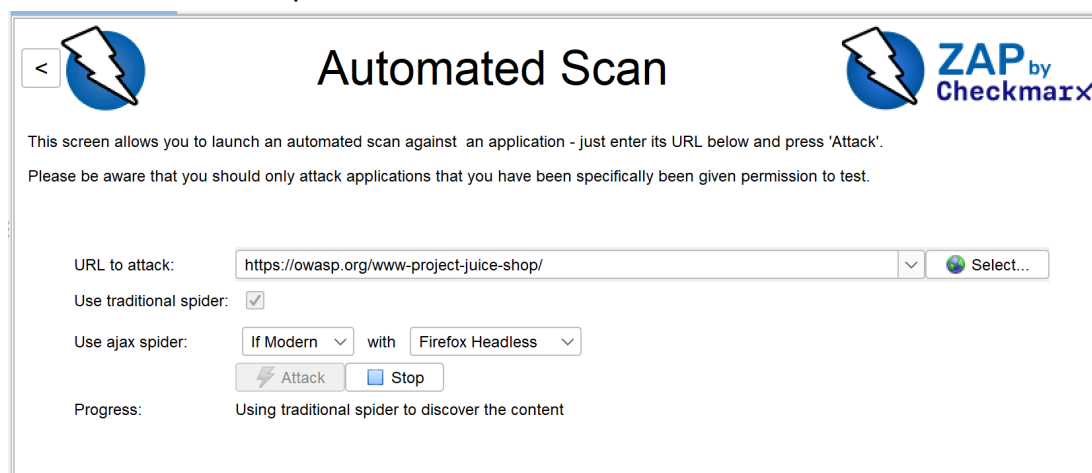 <
Automated Scan
ZAP by
Checkmarx
This screen allows you to launch an automated scan against  an application - just enter its URL below and press 'Attack'.
Please be aware that you should only attack applications that you have been specifically been given permission to test.
URL to attack: https://owasp.org/www-project-juice-shop/ Select...
Use traditional spider:
Use ajax spider: If Modern with Firefox Headless
Attack Stop
Progress: Using traditional spider to discover the content